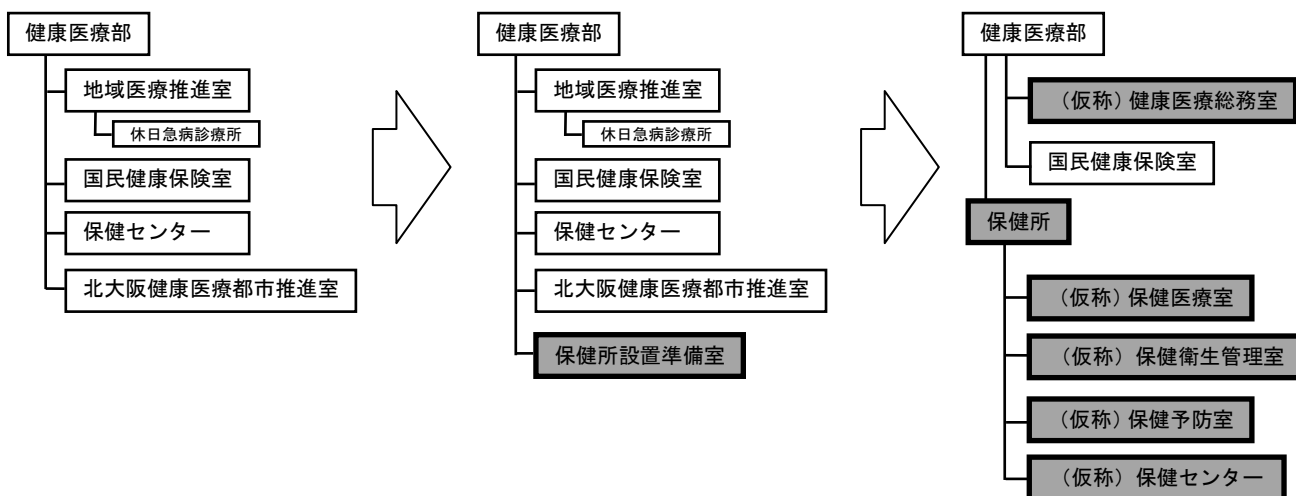 健康医療部
地域医療推進室
休日急病診療所
国民健康保険室
保健センター
北大阪健康医療都市推進室
健康医療部
地域医療推進室
休日急病診療所
国民健康保険室
保健センター
北大阪健康医療都市推進室
保健所設置準備室
健康医療部
（仮称）健康医療総務室
国民健康保険室
保健所
（仮称）保健医療室
（仮称）保健衛生管理室
（仮称）保健予防室
（仮称）保健センター